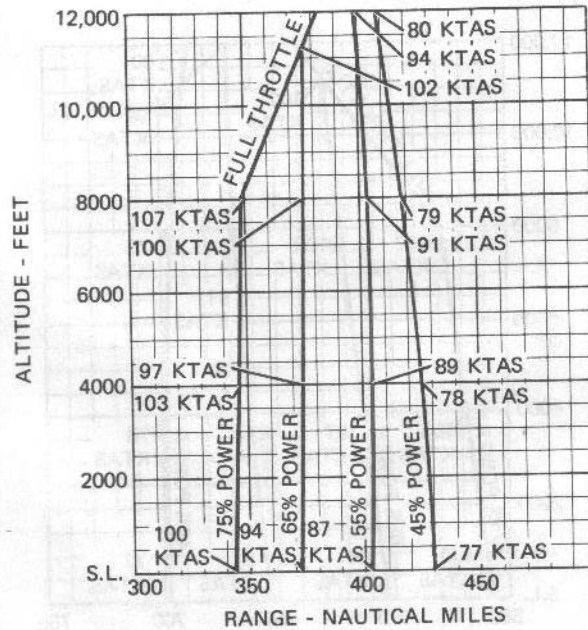 12,000
80 KTAS
94 KTAS
102 KTAS
FULL THROTTLE
10,000
8000
107 KTAS
79 KTAS
100 KTAS
91 KTAS
6000
ALTITUDE - FEET
97 KTAS
89 KTAS
4000
103 KTAS
78 KTAS
75% POWER
65% POWER
55% POWER
45% POWER
2000
100
KTAS
94
KTAS
87
KTAS
77 KTAS
S.L.
300
350
400
450
RANGE - NAUTICAL MILES